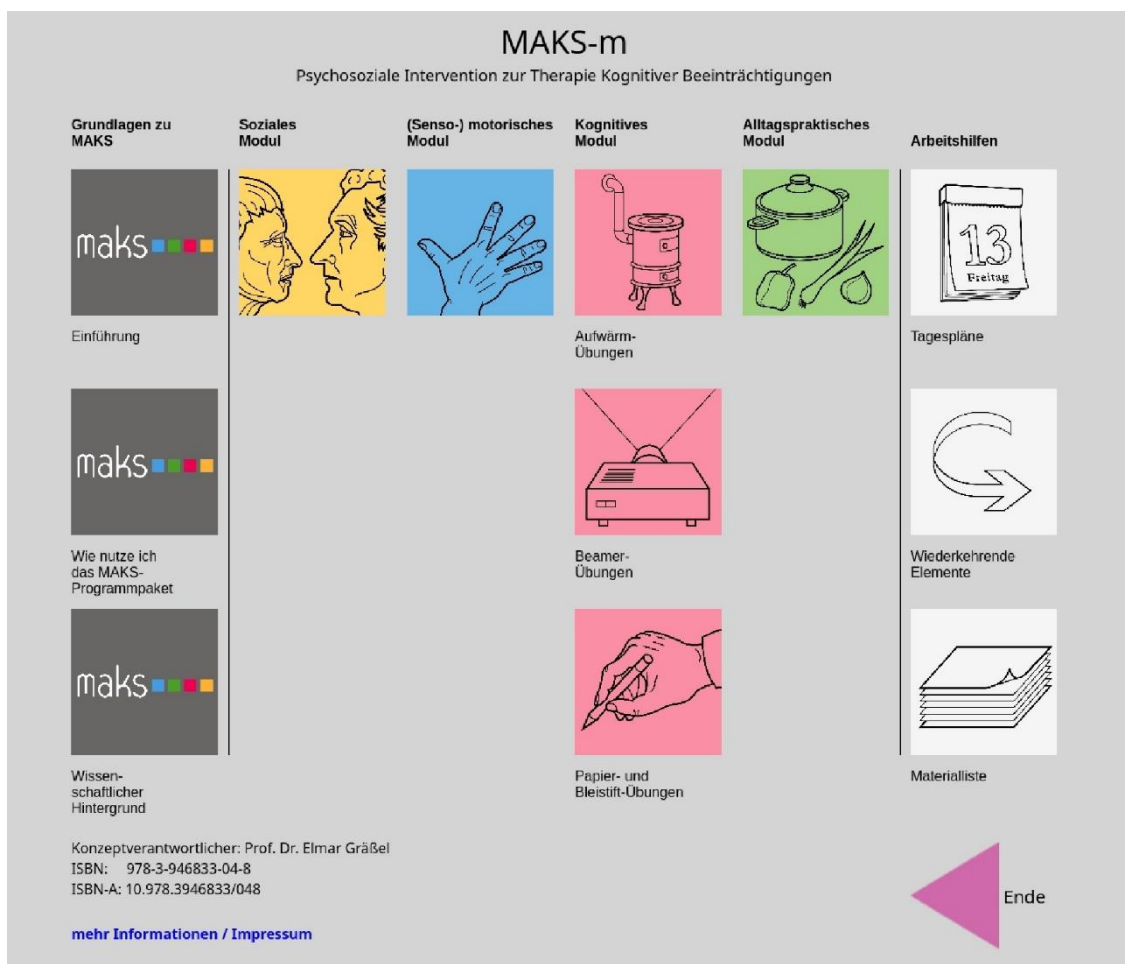 MAKS-m
Psychosoziale Intervention zur Therapie Kognitiver Beeinträchtigungen
Grundlagen zu
MAKS
Soziales
Modul
(Senso-) motorisches
Modul
Kognitives
Modul
Alltagspraktisches
Modul
Arbeitshilfen
maks
13
Freitag
Einführung
Aufwärm-
Übungen
Tagespläne
maks
Wie nutze ich
das MAKS-
Programmpaket
Beamer-
Übungen
Wiederkehrende
Elemente
maks
Wissen-
schaftlicher
Hintergrund
Papier- und
Bleistift-Übungen
Materialliste
Konzeptverantwortlicher: Prof. Dr. Elmar Gräßel
ISBN: 978-3-946833-04-8
ISBN-A: 10.978.3946833/048
Ende
mehr Informationen / Impressum